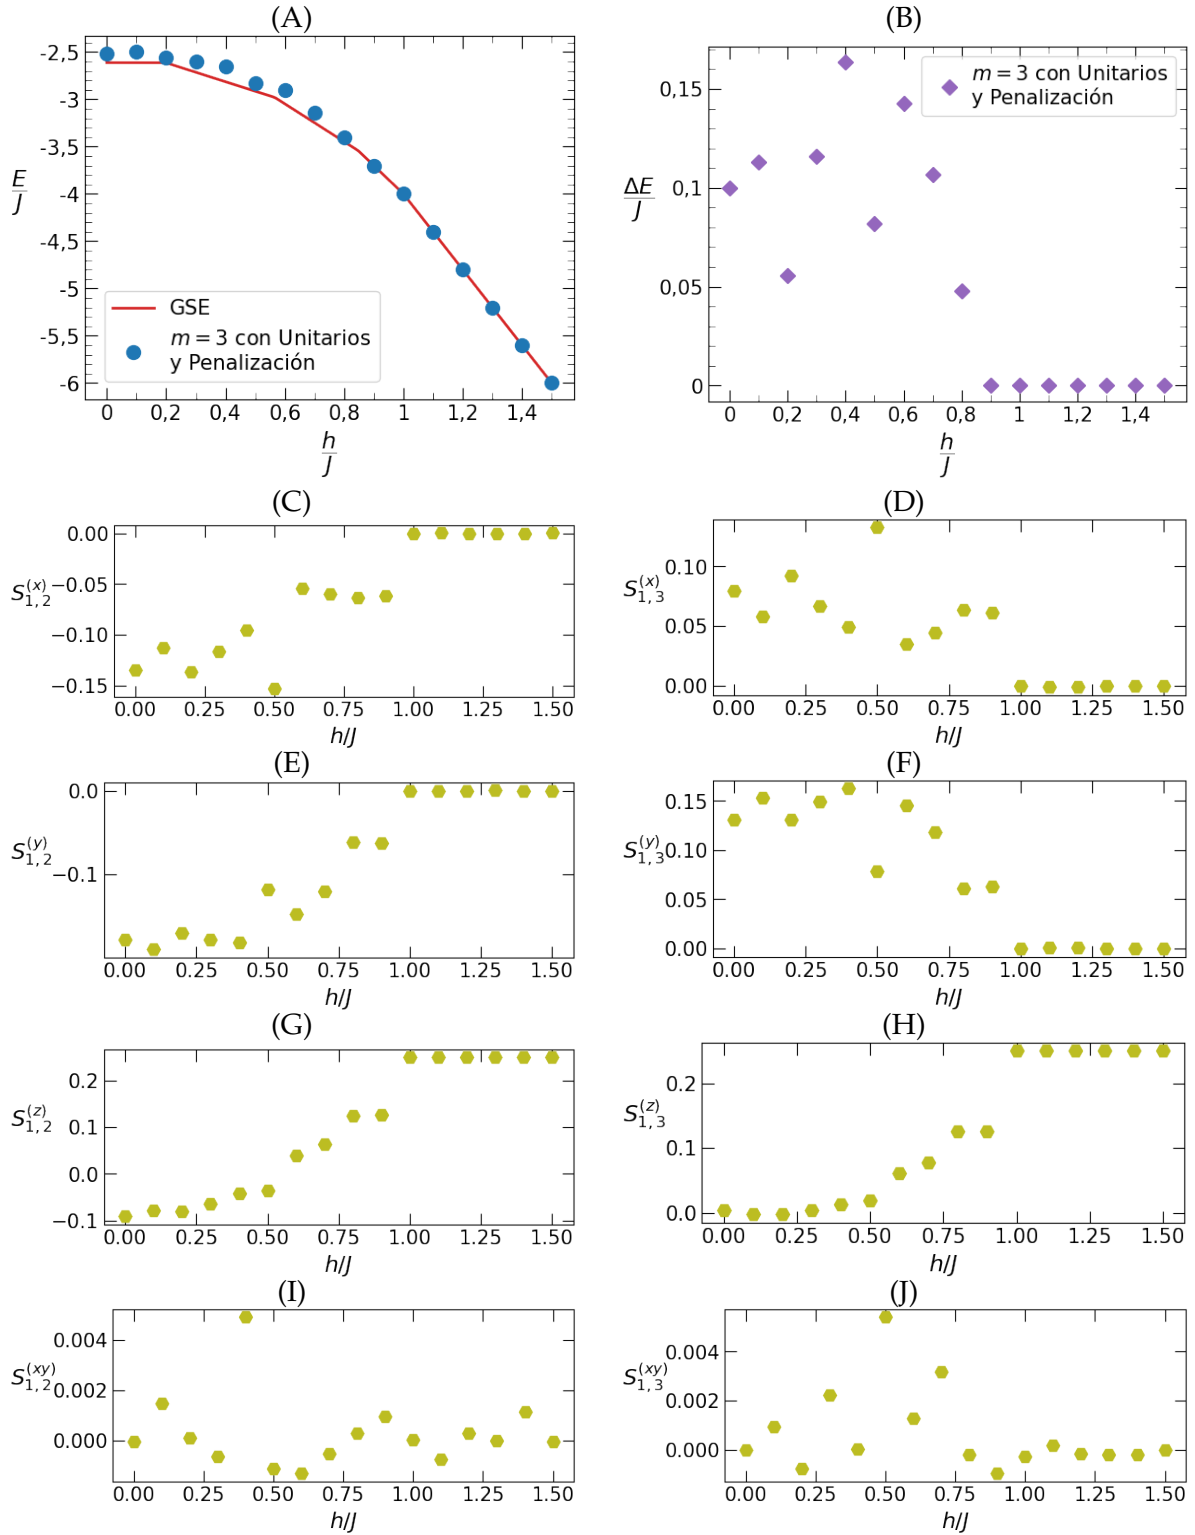 (A)
-2,5
-3
-3,5
-4
-4,5
-5
-5,5
-6
E/J
GSE
m = 3 con Unitarios
y Penalización
0 0,2 0,4 0,6 0,8 1 1,2 1,4
h/J
(B)
0,15
0,1
0,05
0
ΔE/J
m = 3 con Unitarios
y Penalización
0 0,2 0,4 0,6 0,8 1 1,2 1,4
h/J
(C)
0.00
−0.05
−0.10
−0.15
S_{1,2}^{(x)}
0.00 0.25 0.50 0.75 1.00 1.25 1.50
h/J
(D)
0.10
0.05
0.00
S_{1,3}^{(x)}
0.00 0.25 0.50 0.75 1.00 1.25 1.50
h/J
(E)
0.0
−0.1
S_{1,2}^{(y)}
0.00 0.25 0.50 0.75 1.00 1.25 1.50
h/J
(F)
0.15
0.10
0.05
0.00
S_{1,3}^{(y)}
0.00 0.25 0.50 0.75 1.00 1.25 1.50
h/J
(G)
0.2
0.1
0.0
−0.1
S_{1,2}^{(z)}
0.00 0.25 0.50 0.75 1.00 1.25 1.50
h/J
(H)
0.2
0.1
0.0
S_{1,3}^{(z)}
0.00 0.25 0.50 0.75 1.00 1.25 1.50
h/J
(I)
0.004
0.002
0.000
S_{1,2}^{(xy)}
0.00 0.25 0.50 0.75 1.00 1.25 1.50
h/J
(J)
0.004
0.002
0.000
S_{1,3}^{(xy)}
0.00 0.25 0.50 0.75 1.00 1.25 1.50
h/J